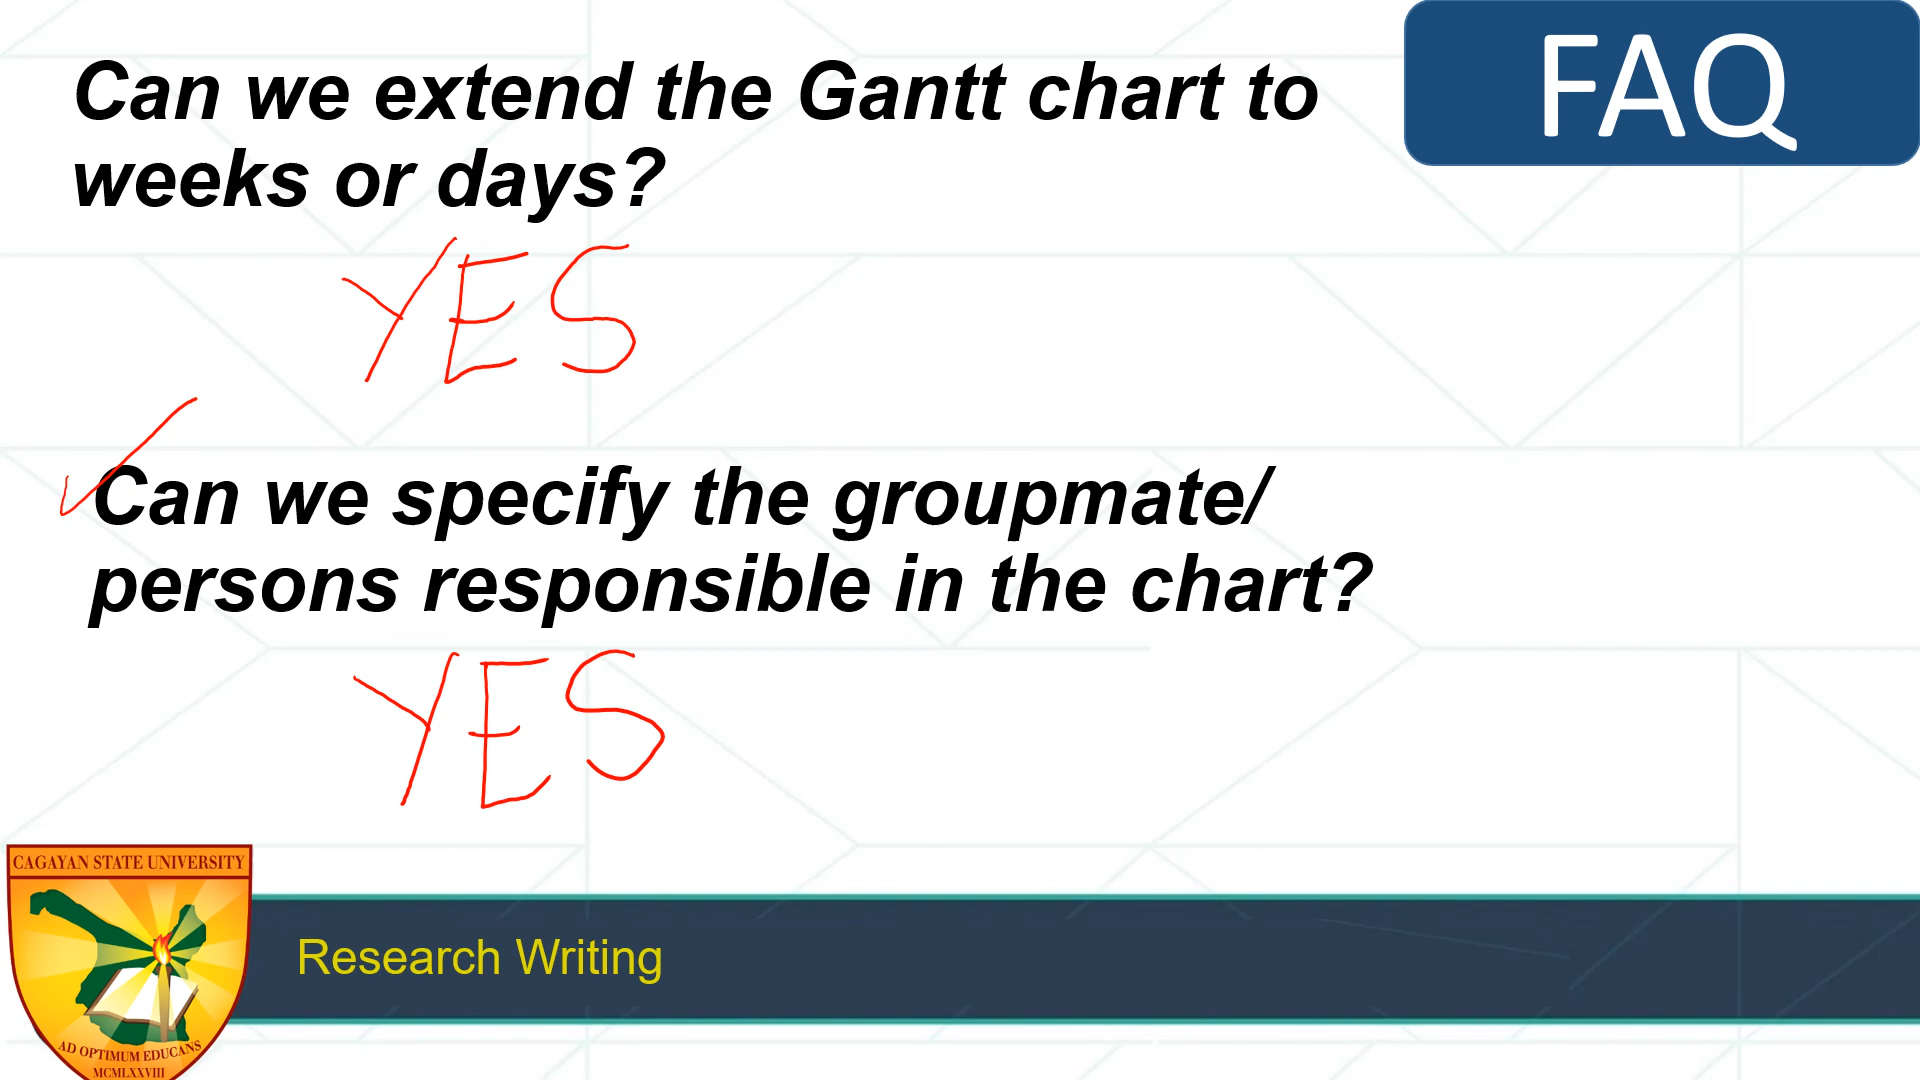 FAQ
Can we extend the Gantt chart to
weeks or days?
YES
Can we specify the groupmate/
persons responsible in the chart?
YES
CAGAYAN STATE UNIVERSITY
AD OPTIMUM EDUCANS
MCMLXXVIII
Research Writing